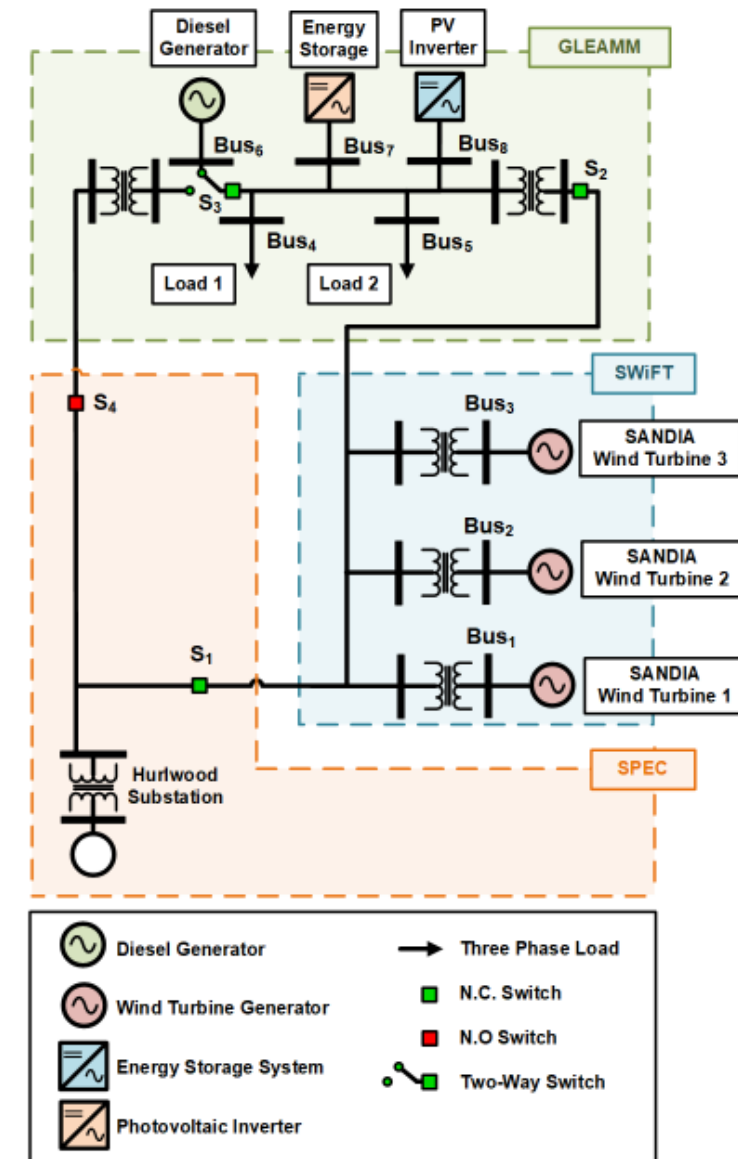 Diesel
Generator
Energy
Storage
PV
Inverter
GLEAMM
Bus6
Bus7
Bus8
S2
S3
Bus4
Bus5
Load 1
Load 2
SWiFT
S4
Bus3
SANDIA
Wind Turbine 3
Bus2
SANDIA
Wind Turbine 2
S1
Bus1
SANDIA
Wind Turbine 1
SPEC
Hurlwood
Substation
Diesel Generator
Three Phase Load
Wind Turbine Generator
N.C. Switch
N.O Switch
Energy Storage System
Two-Way Switch
Photovoltaic Inverter